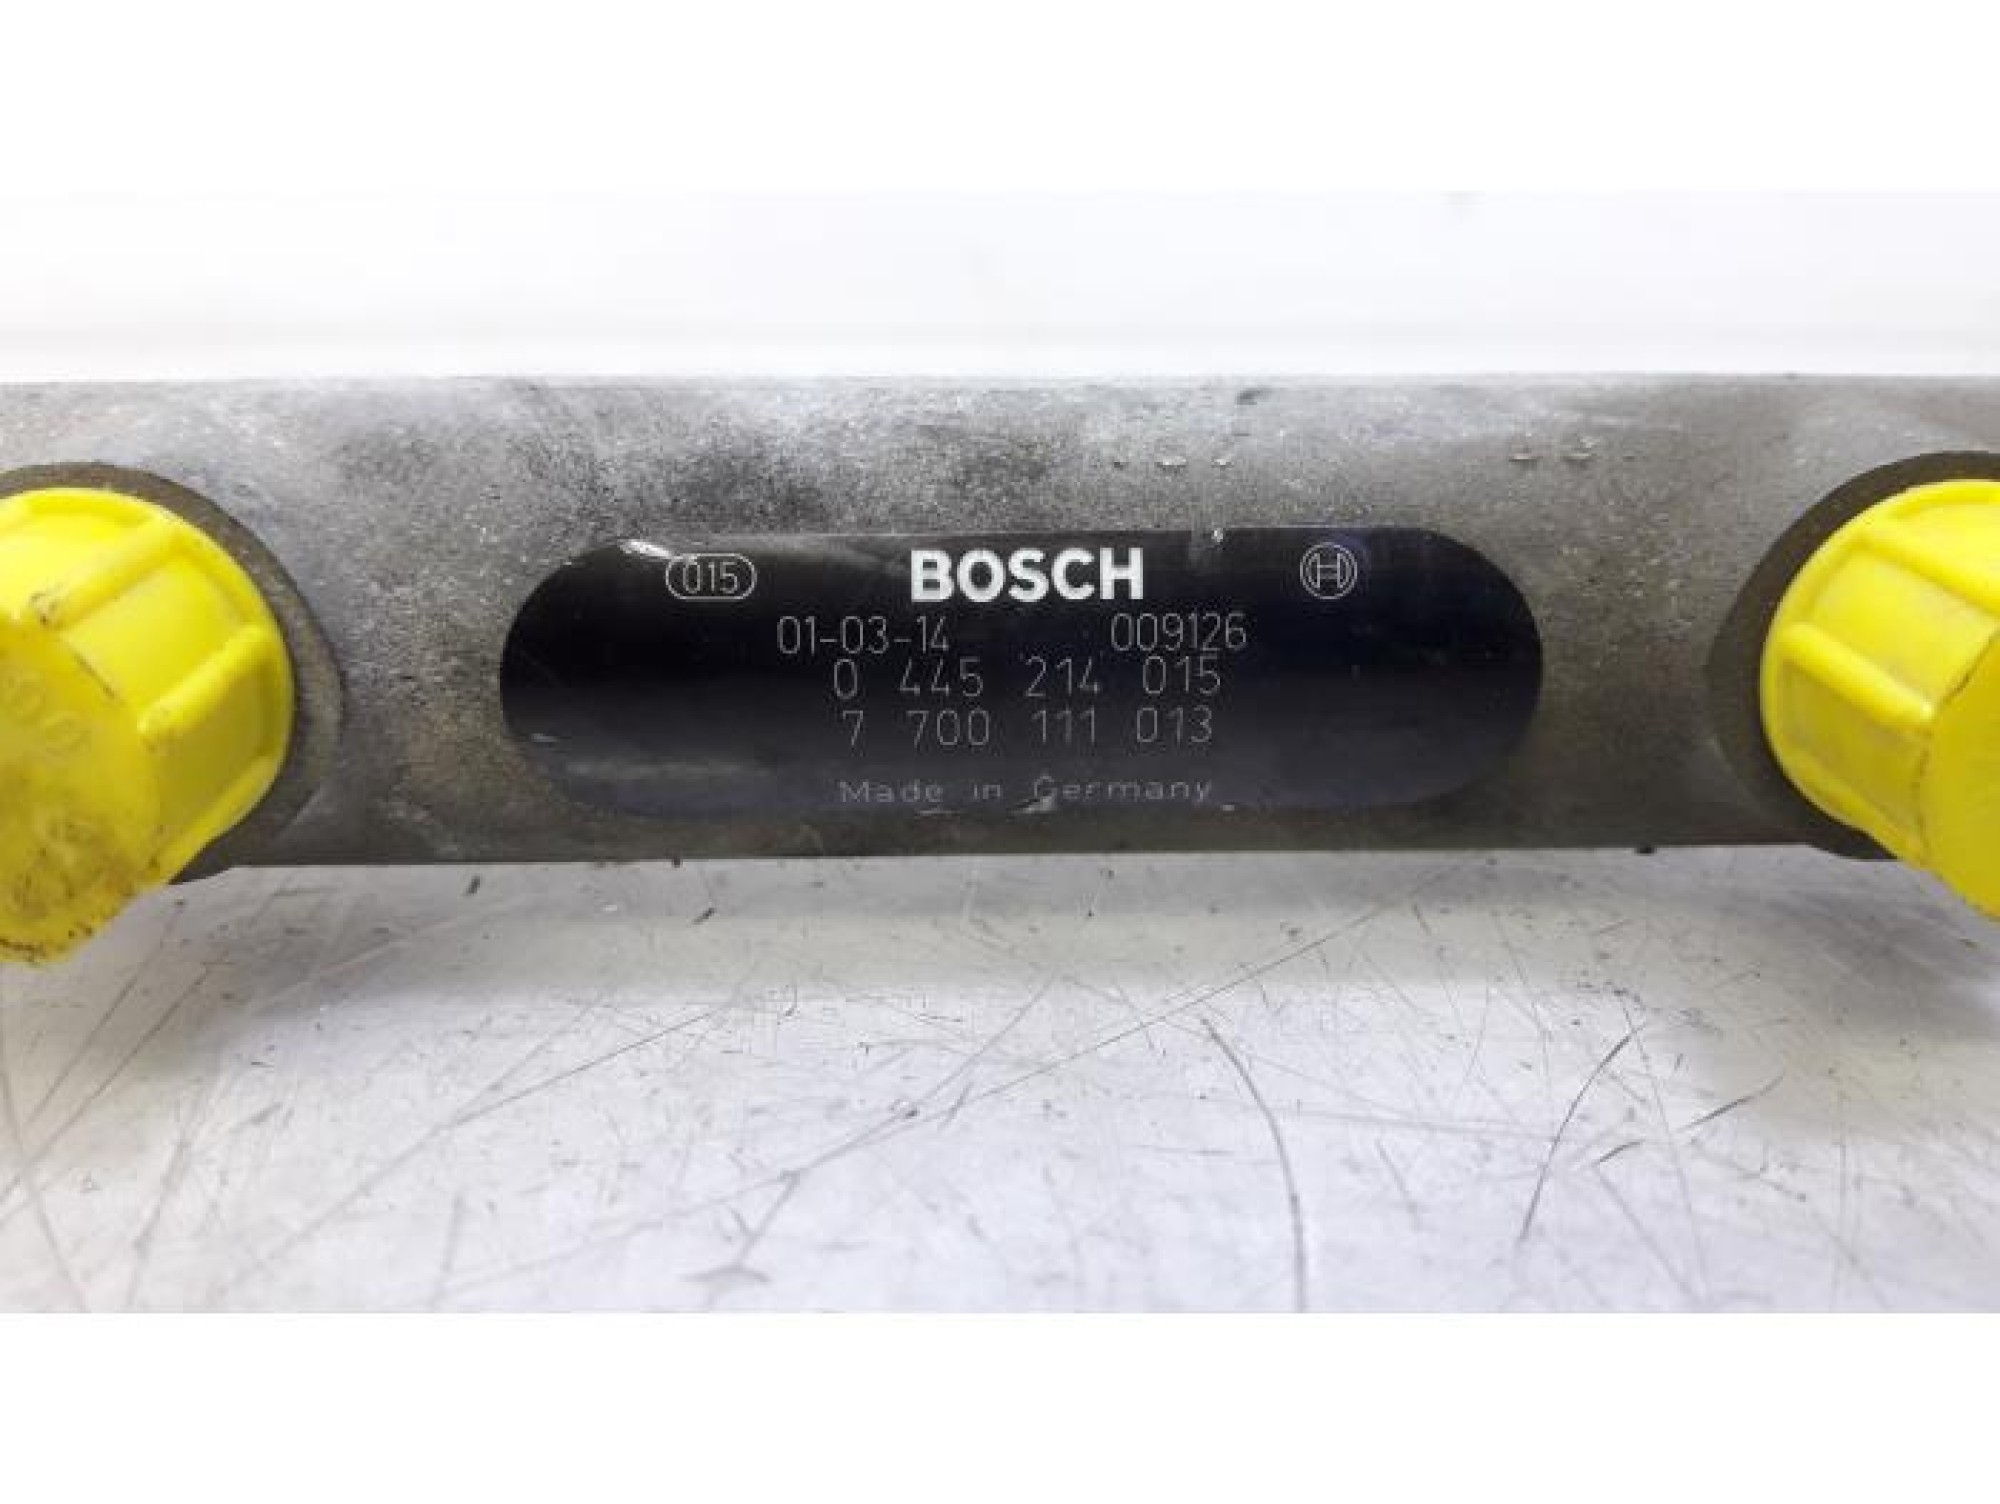 015 BOSCH
01-03-14 009126
0 445 214 015
7 700 111 013
Made in Germany